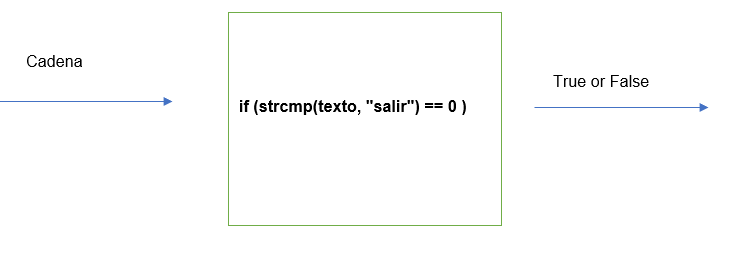 Cadena
if (strcmp(texto, "salir") == 0 )
True or False